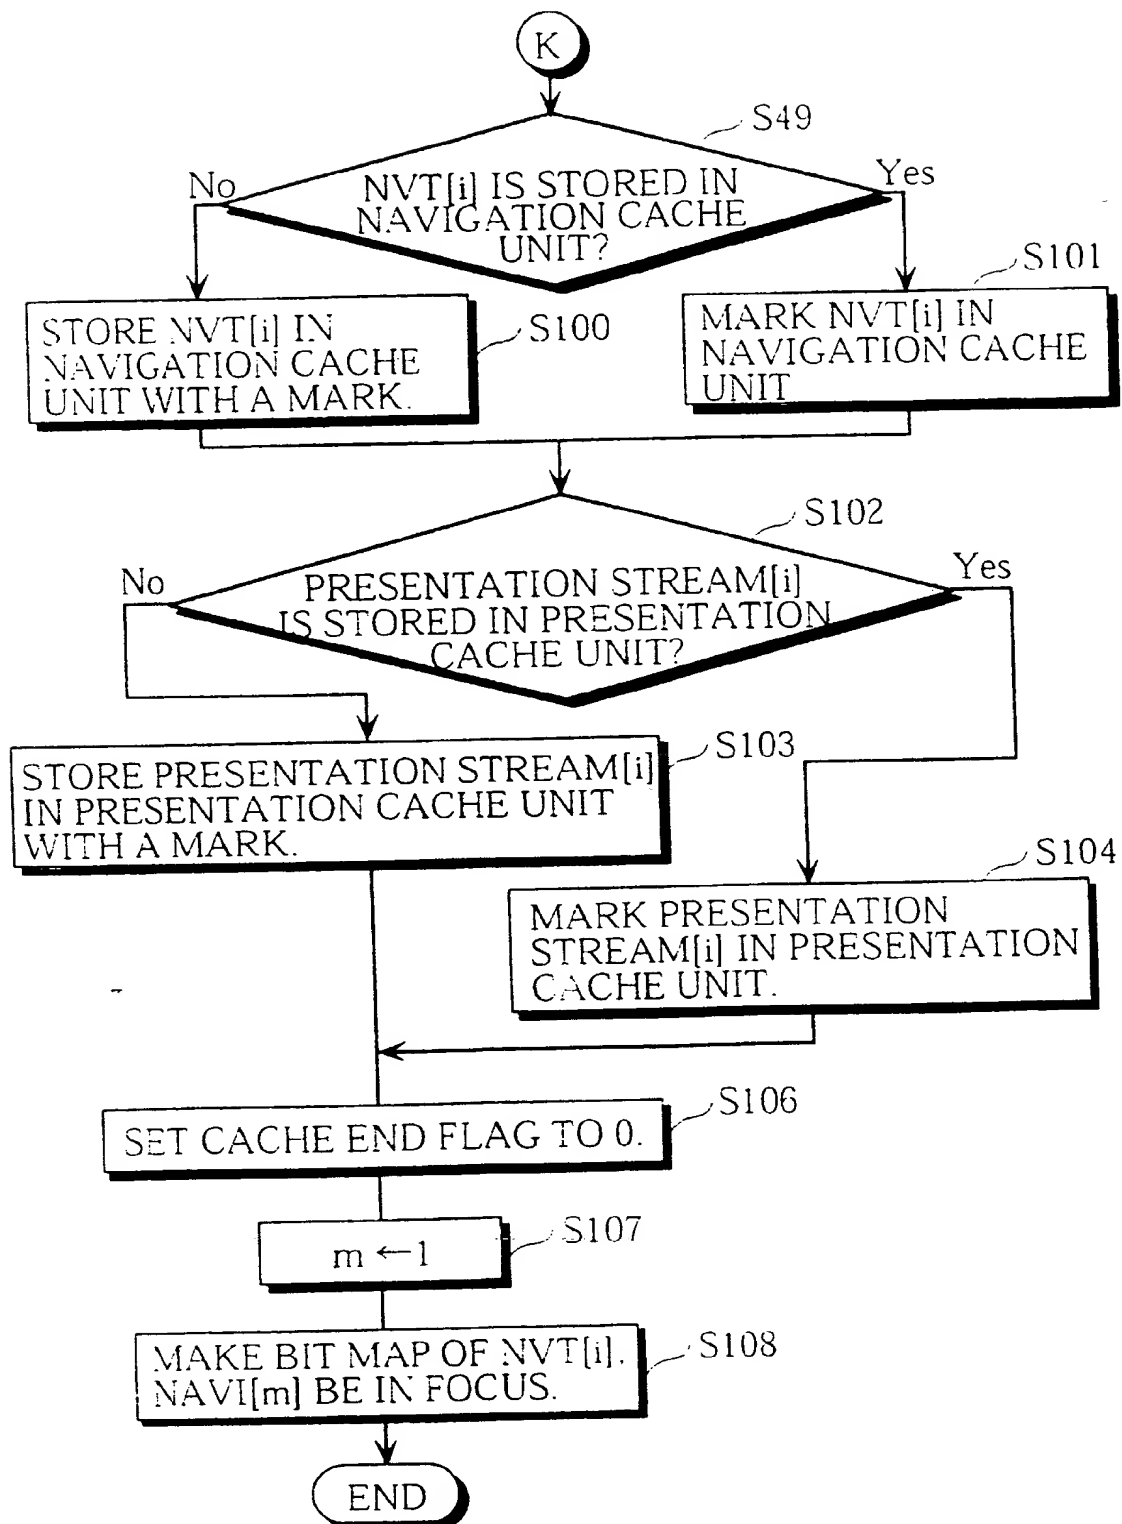 K
S49
No
Yes
NVT[i] IS STORED IN
NAVIGATION CACHE
UNIT?
S101
STORE NVT[i] IN
NAVIGATION CACHE
UNIT WITH A MARK.
S100
MARK NVT[i] IN
NAVIGATION CACHE
UNIT
S102
No
Yes
PRESENTATION STREAM[i]
IS STORED IN PRESENTATION
CACHE UNIT?
S103
STORE PRESENTATION STREAM[i]
IN PRESENTATION CACHE UNIT
WITH A MARK.
S104
MARK PRESENTATION
STREAM[i] IN PRESENTATION
CACHE UNIT.
S106
SET CACHE END FLAG TO 0.
S107
m ←1
S108
MAKE BIT MAP OF NVT[i].
NAVI[m] BE IN FOCUS.
END